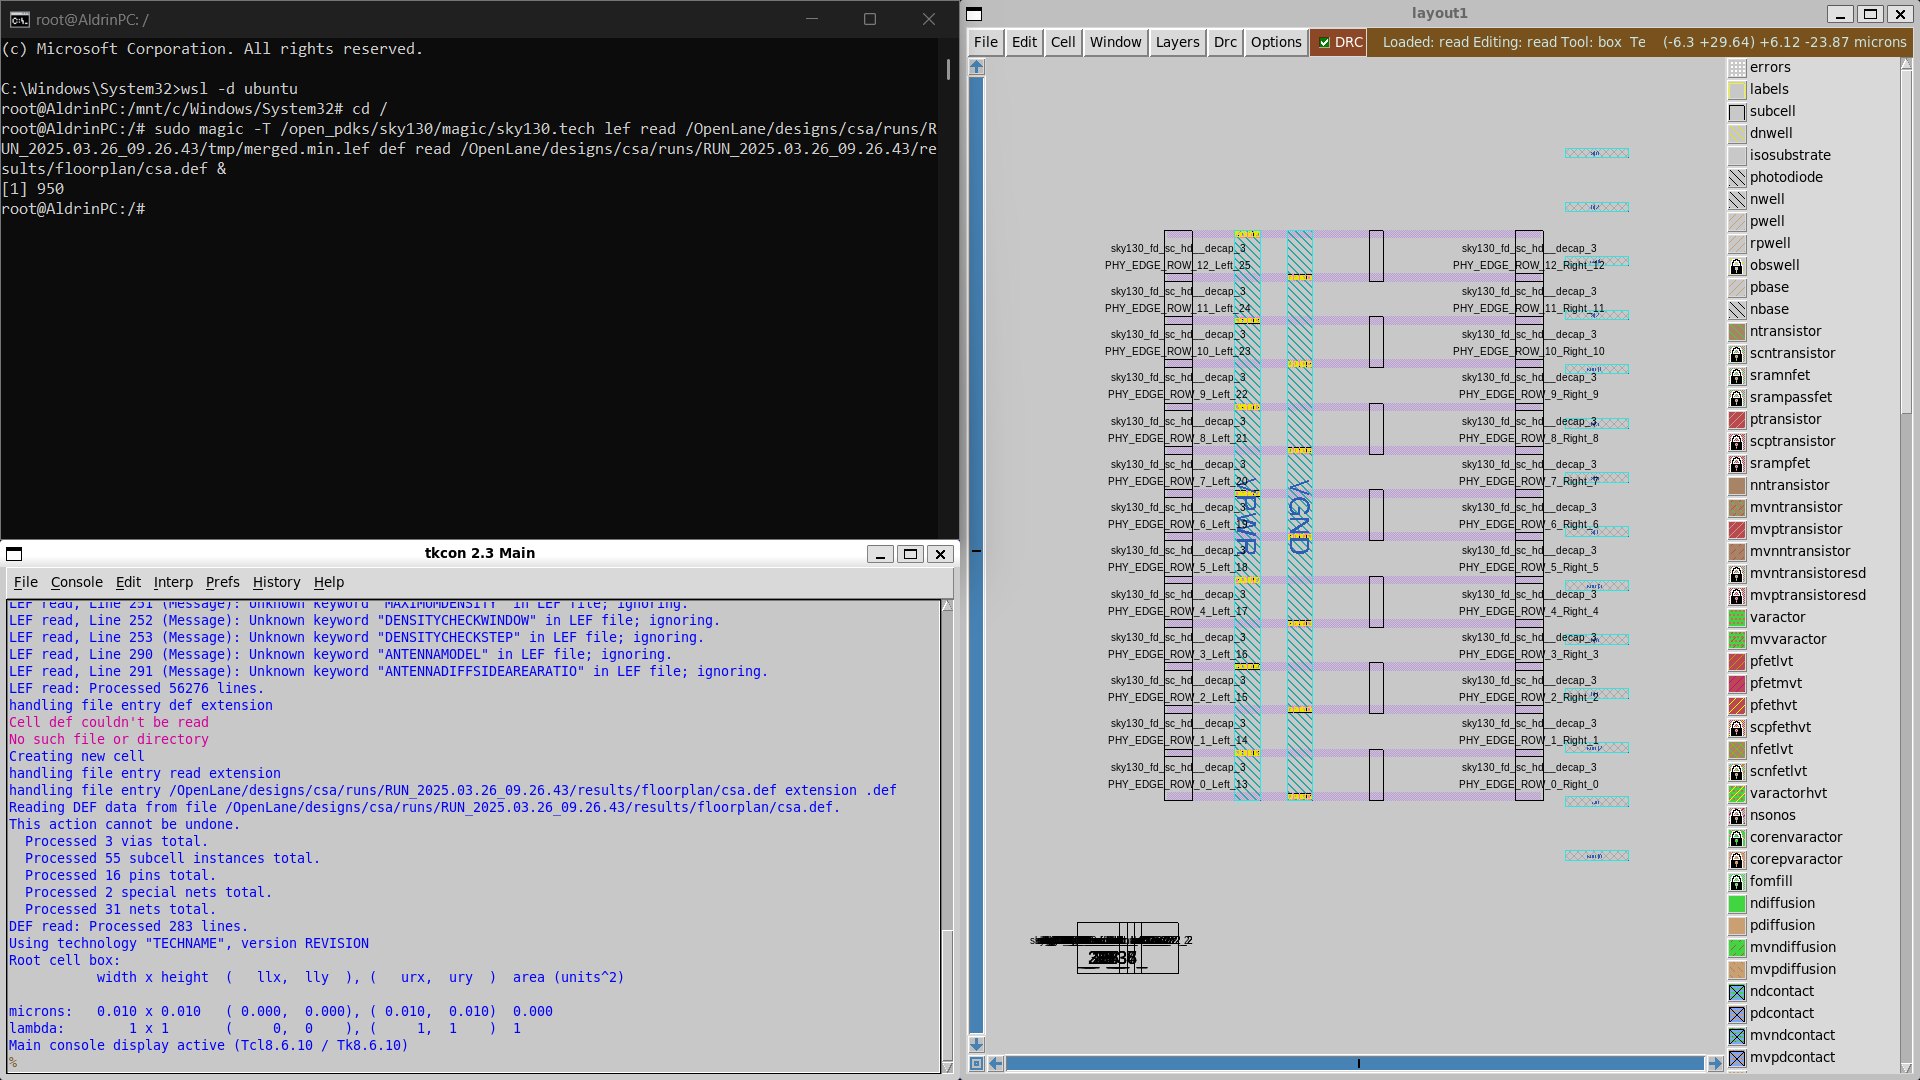 root@AldrinPC: /
(c) Microsoft Corporation. All rights reserved.
C:\Windows\System32>wsl -d ubuntu
root@AldrinPC:/mnt/c/Windows/System32# cd /
root@AldrinPC:/# sudo magic -T /open_pdks/sky130/magic/sky130.tech lef read /OpenLane/designs/csa/runs/R
UN_2025.03.26_09.26.43/tmp/merged.min.lef def read /OpenLane/designs/csa/runs/RUN_2025.03.26_09.26.43/re
sults/floorplan/csa.def &
[1] 950
root@AldrinPC:/#
tkcon 2.3 Main
File Console Edit Interp Prefs History Help
LEF read, Line 251 (Message): Unknown keyword "MAXIMUMDENSITY" in LEF file; ignoring.
LEF read, Line 252 (Message): Unknown keyword "DENSITYCHECKWINDOW" in LEF file; ignoring.
LEF read, Line 253 (Message): Unknown keyword "DENSITYCHECKSTEP" in LEF file; ignoring.
LEF read, Line 290 (Message): Unknown keyword "ANTENNAMODEL" in LEF file; ignoring.
LEF read, Line 291 (Message): Unknown keyword "ANTENNADIFFSIDEAREARATIO" in LEF file; ignoring.
LEF read: Processed 56276 lines.
handling file entry def extension
Cell def couldn't be read
No such file or directory
Creating new cell
handling file entry read extension
handling file entry /OpenLane/designs/csa/runs/RUN_2025.03.26_09.26.43/results/floorplan/csa.def extension .def
Reading DEF data from file /OpenLane/designs/csa/runs/RUN_2025.03.26_09.26.43/results/floorplan/csa.def.
This action cannot be undone.
Processed 3 vias total.
Processed 55 subcell instances total.
Processed 16 pins total.
Processed 2 special nets total.
Processed 31 nets total.
DEF read: Processed 283 lines.
Using technology "TECHNAME", version REVISION
Root cell box:
width x height ( llx, lly ), ( urx, ury ) area (units^2)
microns: 0.010 x 0.010 ( 0.000, 0.000), ( 0.010, 0.010) 0.000
lambda: 1 x 1 ( 0, 0 ), ( 1, 1 ) 1
Main console display active (Tcl8.6.10 / Tk8.6.10)
%
layout1
File Edit Cell Window Layers Drc Options DRC Loaded: read Editing: read Tool: box Te (-6.3 +29.64) +6.12 -23.87 microns
sky130_fd_sc_hd__decap_3 sky130_fd_sc_hd__decap_3
PHY_EDGE_ROW_12_Left_25 PHY_EDGE_ROW_12_Right_12
sky130_fd_sc_hd__decap_3 sky130_fd_sc_hd__decap_3
PHY_EDGE_ROW_11_Left_24 PHY_EDGE_ROW_11_Right_11
sky130_fd_sc_hd__decap_3 sky130_fd_sc_hd__decap_3
PHY_EDGE_ROW_10_Left_23 PHY_EDGE_ROW_10_Right_10
sky130_fd_sc_hd__decap_3 sky130_fd_sc_hd__decap_3
PHY_EDGE_ROW_9_Left_22 PHY_EDGE_ROW_9_Right_9
sky130_fd_sc_hd__decap_3 sky130_fd_sc_hd__decap_3
PHY_EDGE_ROW_8_Left_21 PHY_EDGE_ROW_8_Right_8
sky130_fd_sc_hd__decap_3 sky130_fd_sc_hd__decap_3
PHY_EDGE_ROW_7_Left_20 PHY_EDGE_ROW_7_Right_7
sky130_fd_sc_hd__decap_3 sky130_fd_sc_hd__decap_3
PHY_EDGE_ROW_6_Left_19 PHY_EDGE_ROW_6_Right_6
VPWR VGND
sky130_fd_sc_hd__decap_3 sky130_fd_sc_hd__decap_3
PHY_EDGE_ROW_5_Left_18 PHY_EDGE_ROW_5_Right_5
sky130_fd_sc_hd__decap_3 sky130_fd_sc_hd__decap_3
PHY_EDGE_ROW_4_Left_17 PHY_EDGE_ROW_4_Right_4
sky130_fd_sc_hd__decap_3 sky130_fd_sc_hd__decap_3
PHY_EDGE_ROW_3_Left_16 PHY_EDGE_ROW_3_Right_3
sky130_fd_sc_hd__decap_3 sky130_fd_sc_hd__decap_3
PHY_EDGE_ROW_2_Left_15 PHY_EDGE_ROW_2_Right_2
sky130_fd_sc_hd__decap_3 sky130_fd_sc_hd__decap_3
PHY_EDGE_ROW_1_Left_14 PHY_EDGE_ROW_1_Right_1
sky130_fd_sc_hd__decap_3 sky130_fd_sc_hd__decap_3
PHY_EDGE_ROW_0_Left_13 PHY_EDGE_ROW_0_Right_0
errors
labels
subcell
dnwell
isosubstrate
photodiode
nwell
pwell
rpwell
obswell
pbase
nbase
ntransistor
scntransistor
sramnfet
srampassfet
ptransistor
scptransistor
srampfet
nntransistor
mvntransistor
mvptransistor
mvnntransistor
mvntransistoresd
mvptransistoresd
varactor
mvvaractor
pfetlvt
pfetmvt
pfethvt
scpfethvt
nfetlvt
scnfetlvt
varactorhvt
nsonos
corenvaractor
corepvaractor
fomfill
ndiffusion
pdiffusion
mvndiffusion
mvpdiffusion
ndcontact
pdcontact
mvndcontact
mvpdcontact